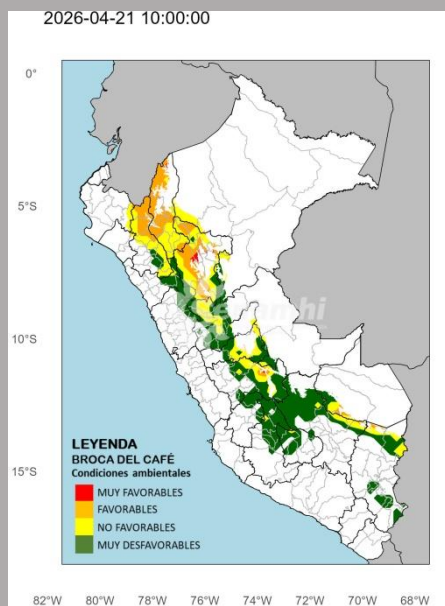 2026-04-21 10:00:00
0°
5°S
10°S
15°S
senamhi
LEYENDA
BROCA DEL CAFÉ
Condiciones ambientales
MUY FAVORABLES
FAVORABLES
NO FAVORABLES
MUY DESFAVORABLES
82°W 80°W 78°W 76°W 74°W 72°W 70°W 68°W